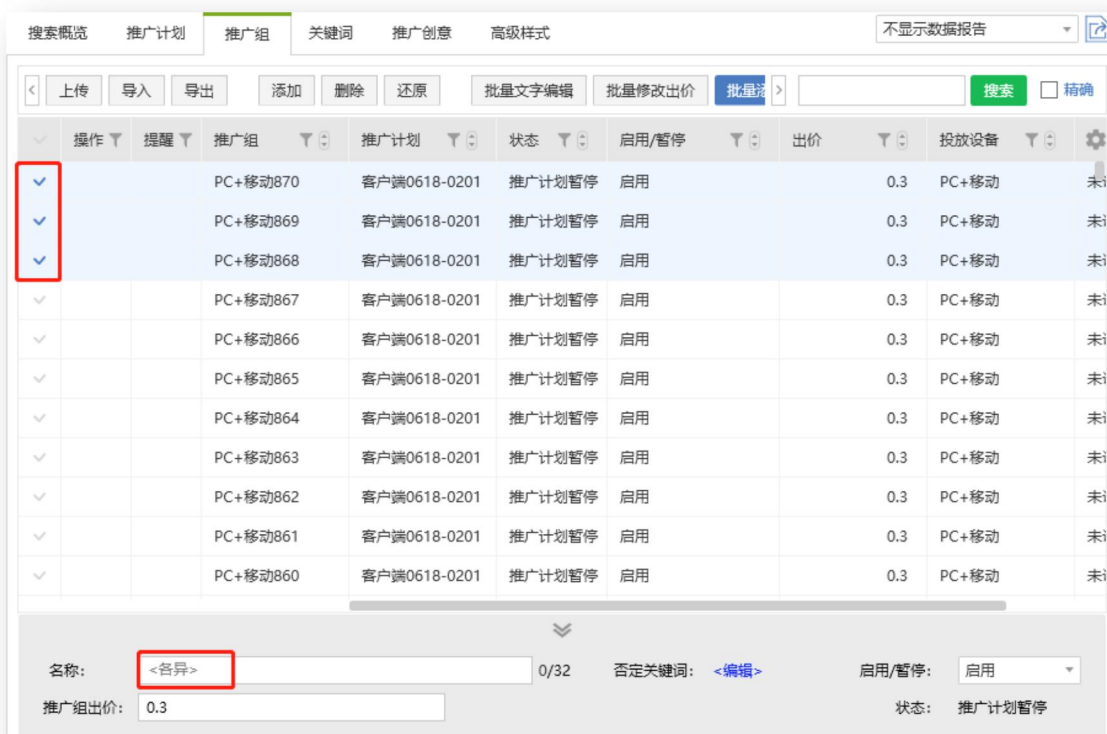 搜索概览 推广计划 推广组 关键词 推广创意 高级样式 不显示数据报告
上传 导入 导出 添加 删除 还原 批量文字编辑 批量修改出价 批量 搜索 精确
操作 提醒 推广组 推广计划 状态 启用/暂停 出价 投放设备
PC+移动870 客户端0618-0201 推广计划暂停 启用 0.3 PC+移动 未
PC+移动869 客户端0618-0201 推广计划暂停 启用 0.3 PC+移动 未
PC+移动868 客户端0618-0201 推广计划暂停 启用 0.3 PC+移动 未
PC+移动867 客户端0618-0201 推广计划暂停 启用 0.3 PC+移动 未
PC+移动866 客户端0618-0201 推广计划暂停 启用 0.3 PC+移动 未
PC+移动865 客户端0618-0201 推广计划暂停 启用 0.3 PC+移动 未
PC+移动864 客户端0618-0201 推广计划暂停 启用 0.3 PC+移动 未
PC+移动863 客户端0618-0201 推广计划暂停 启用 0.3 PC+移动 未
PC+移动862 客户端0618-0201 推广计划暂停 启用 0.3 PC+移动 未
PC+移动861 客户端0618-0201 推广计划暂停 启用 0.3 PC+移动 未
PC+移动860 客户端0618-0201 推广计划暂停 启用 0.3 PC+移动 未
名称: <各异> 0/32 否定关键词: <编辑> 启用/暂停: 启用
推广组出价: 0.3 状态: 推广计划暂停